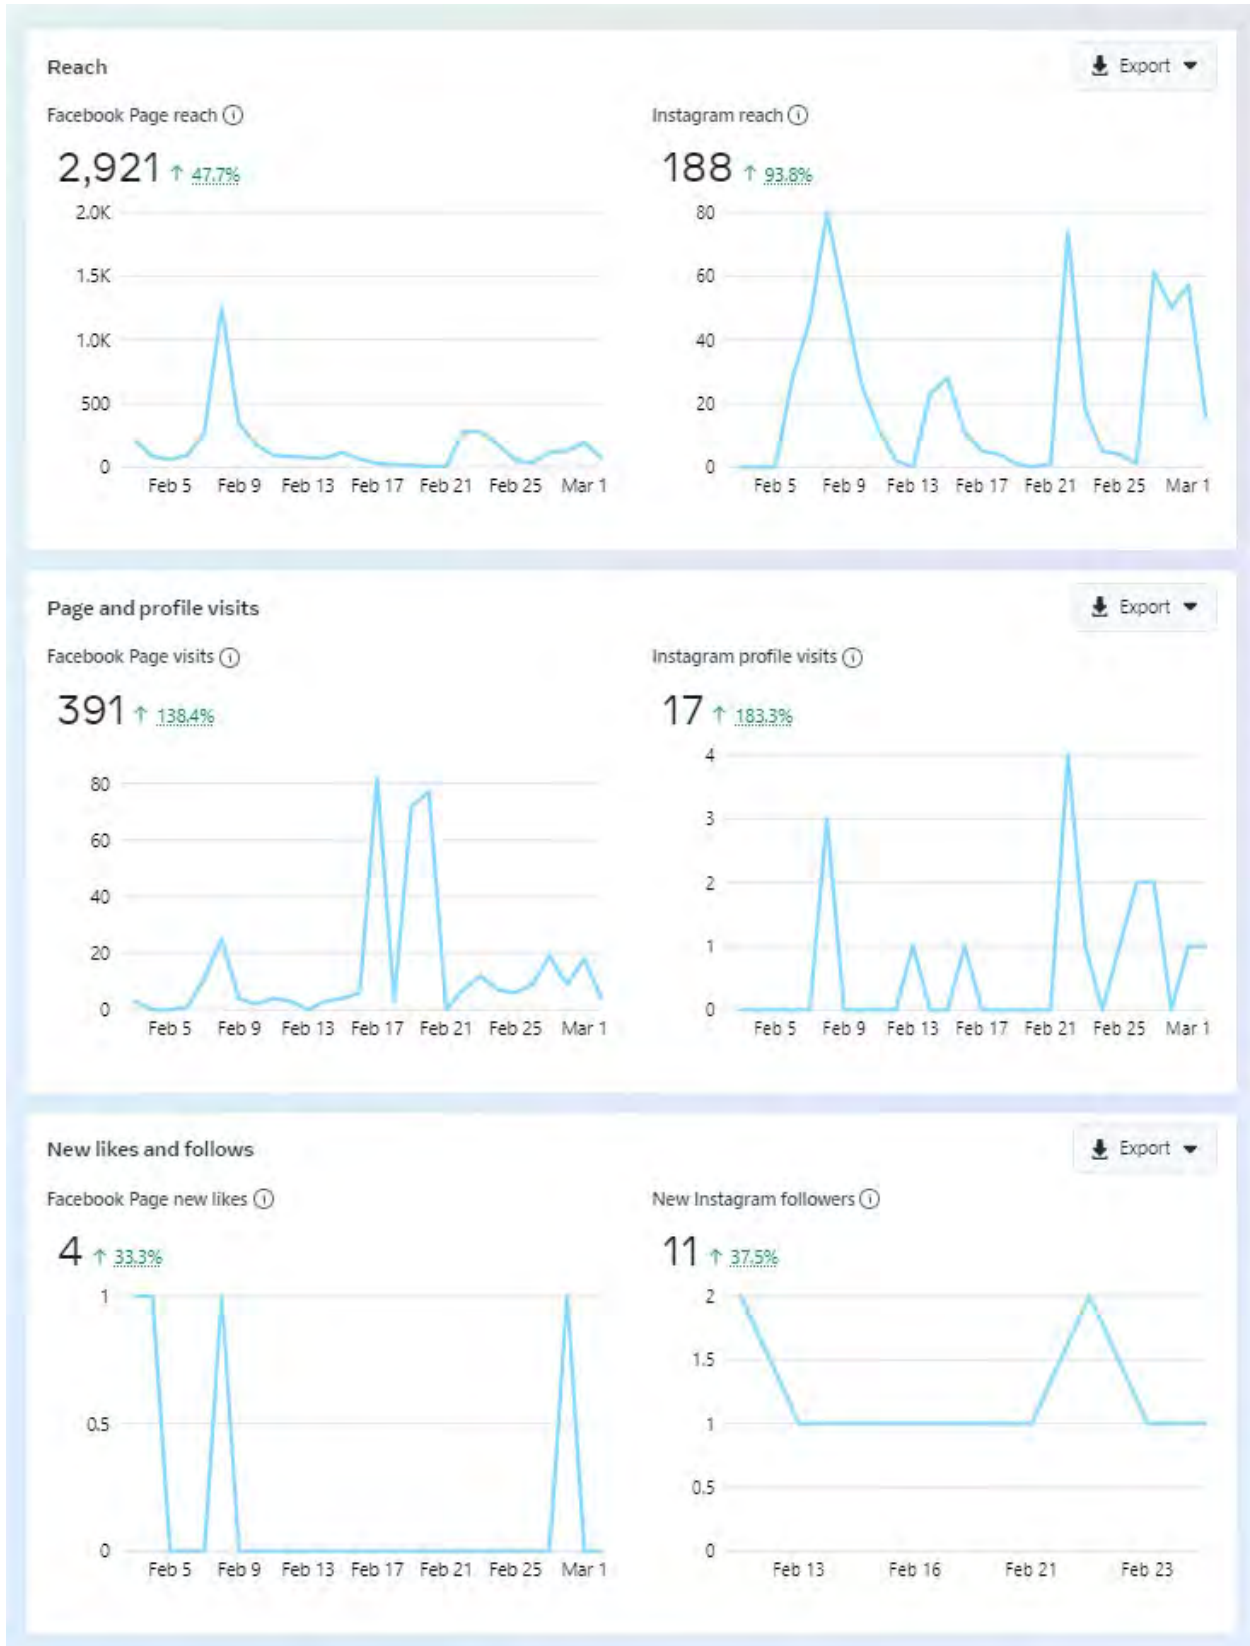 Reach
Export
Facebook Page reach
2,921 ↑ 47.7%
2.0K
1.5K
1.0K
500
0
Feb 5 Feb 9 Feb 13 Feb 17 Feb 21 Feb 25 Mar 1
Instagram reach
188 ↑ 93.8%
80
60
40
20
0
Feb 5 Feb 9 Feb 13 Feb 17 Feb 21 Feb 25 Mar 1
Page and profile visits
Export
Facebook Page visits
391 ↑ 138.4%
80
60
40
20
0
Feb 5 Feb 9 Feb 13 Feb 17 Feb 21 Feb 25 Mar 1
Instagram profile visits
17 ↑ 183.3%
4
3
2
1
0
Feb 5 Feb 9 Feb 13 Feb 17 Feb 21 Feb 25 Mar 1
New likes and follows
Export
Facebook Page new likes
4 ↑ 33.3%
1
0.5
0
Feb 5 Feb 9 Feb 13 Feb 17 Feb 21 Feb 25 Mar 1
New Instagram followers
11 ↑ 37.5%
2
1.5
1
0.5
0
Feb 13 Feb 16 Feb 21 Feb 23